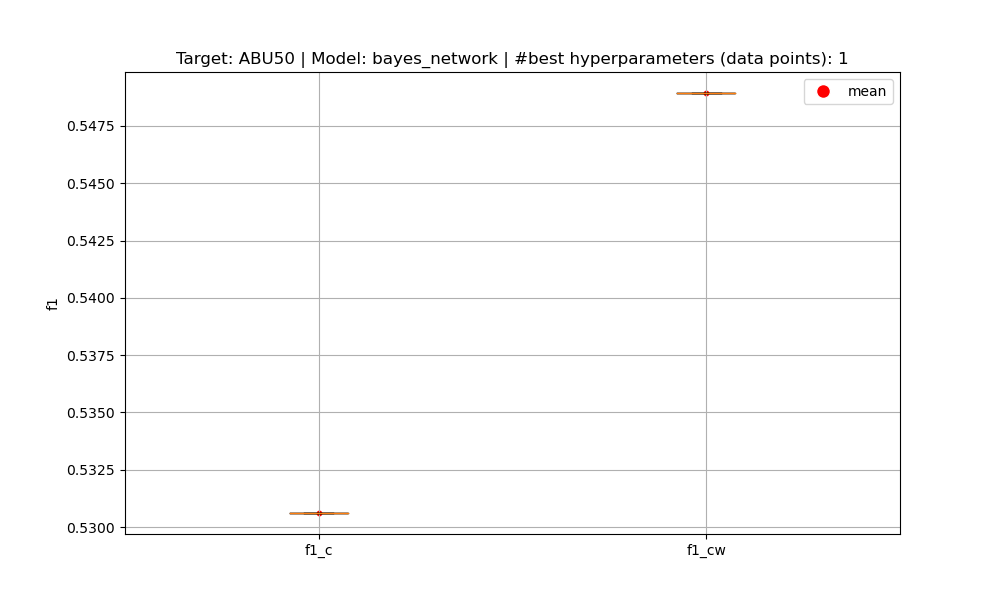 Target: ABU50 | Model: bayes_network | #best hyperparameters (data points): 1
mean
0.5475
0.5450
0.5425
0.5400
0.5375
0.5350
0.5325
0.5300
f1
f1_c
f1_cw